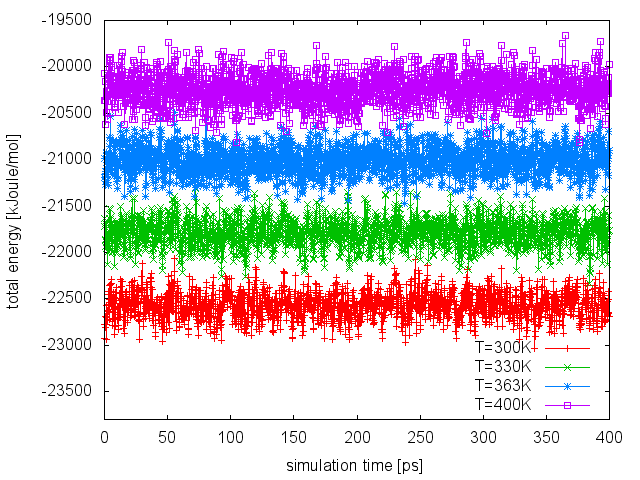 -19500
-20000
-20500
-21000
-21500
-22000
-22500
-23000
-23500
total energy [kJoule/mol]
T=300K
T=330K
T=363K
T=400K
0 50 100 150 200 250 300 350 400
simulation time [ps]